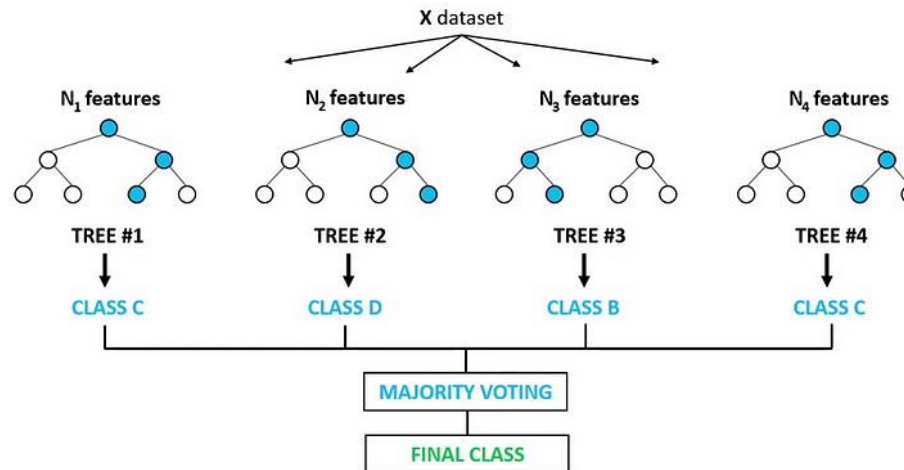 X dataset
N₁ features N₂ features N₃ features N₄ features
TREE #1 TREE #2 TREE #3 TREE #4
CLASS C CLASS D CLASS B CLASS C
MAJORITY VOTING
FINAL CLASS